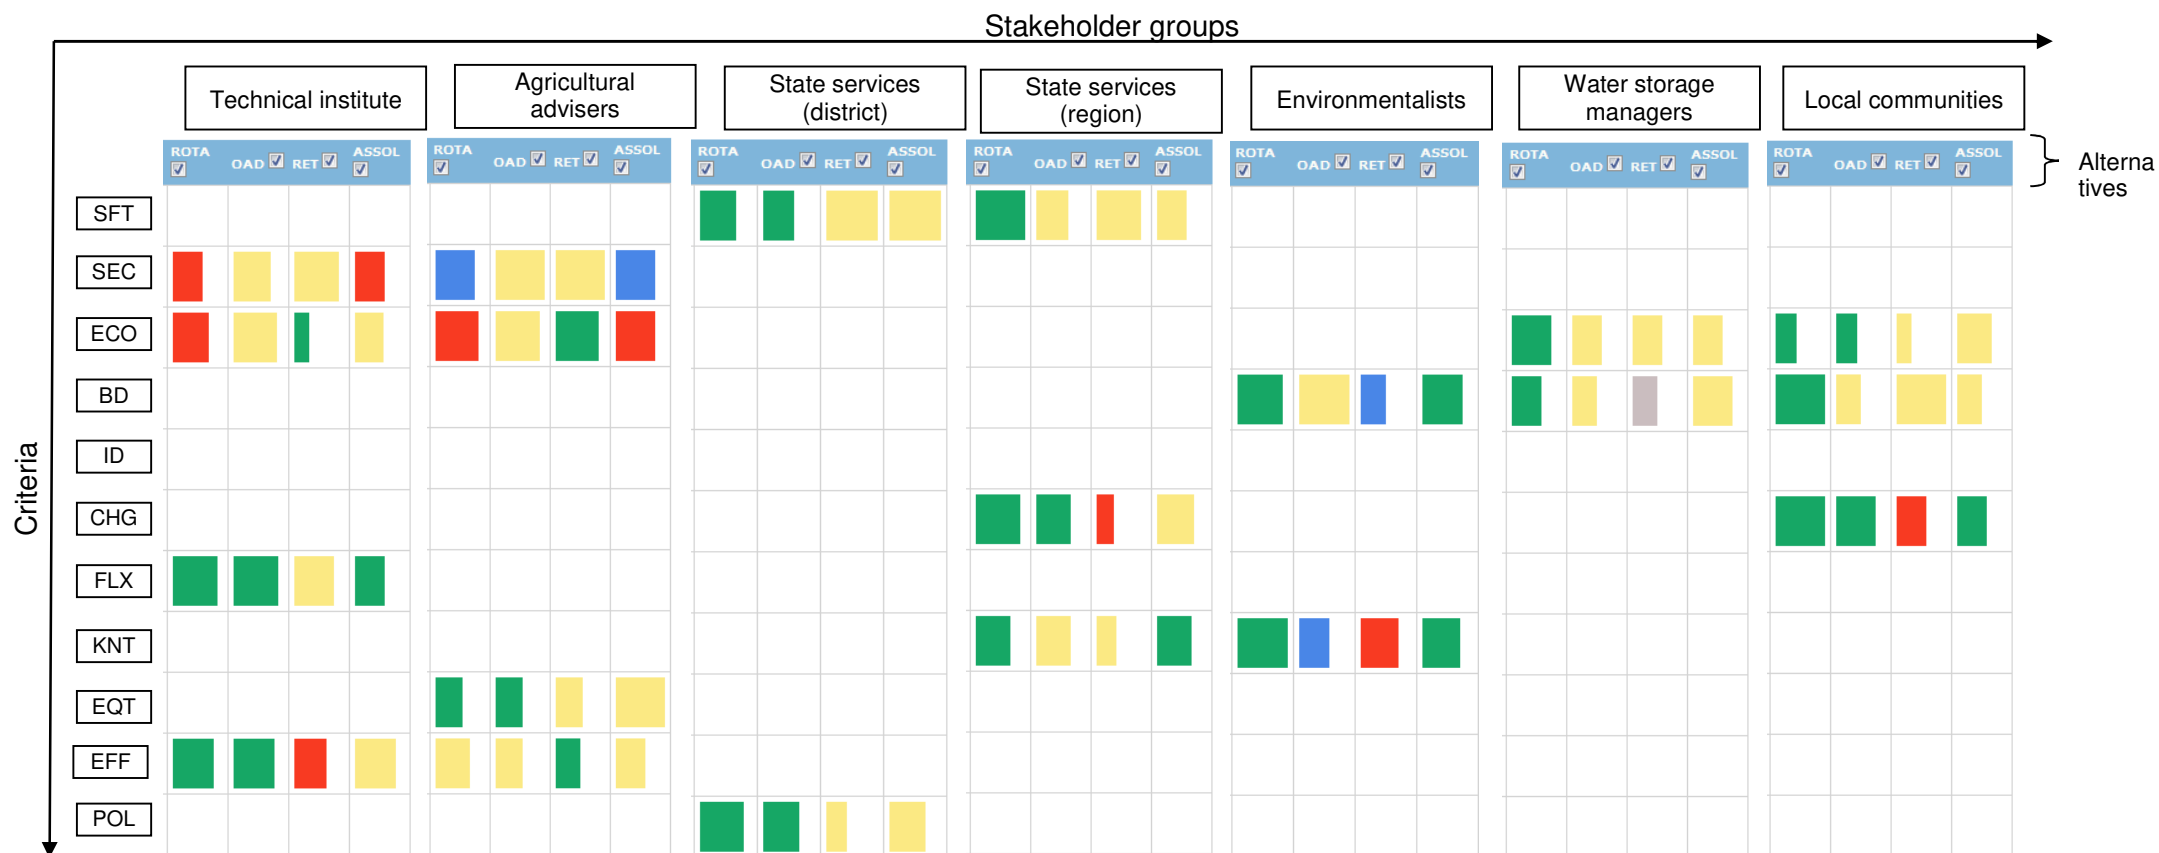 Stakeholder groups
Technical institute
Agricultural
advisers
State services
(district)
State services
(region)
Environmentalists
Water storage
managers
Local communities
ROTA OAD RET ASSOL
ROTA OAD RET ASSOL
ROTA OAD RET ASSOL
ROTA OAD RET ASSOL
ROTA OAD RET ASSOL
ROTA OAD RET ASSOL
ROTA OAD RET ASSOL
Alterna
tives
Criteria
SFT
SEC
ECO
BD
ID
CHG
FLX
KNT
EQT
EFF
POL